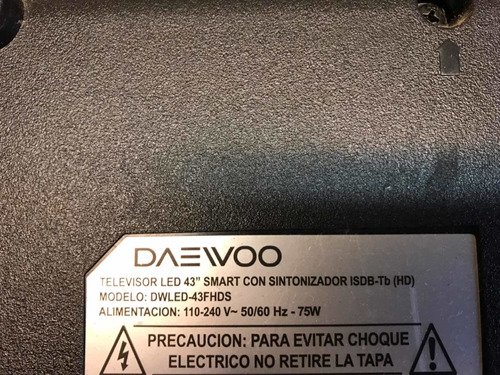 DAEWOO
TELEVISOR LED 43" SMART CON SINTONIZADOR ISDB-Tb (HD)
MODELO: DWLED-43FHDS
ALIMENTACION: 110-240 V~ 50/60 Hz - 75W
PRECAUCION: PARA EVITAR CHOQUE
ELECTRICO NO RETIRE LA TAPA